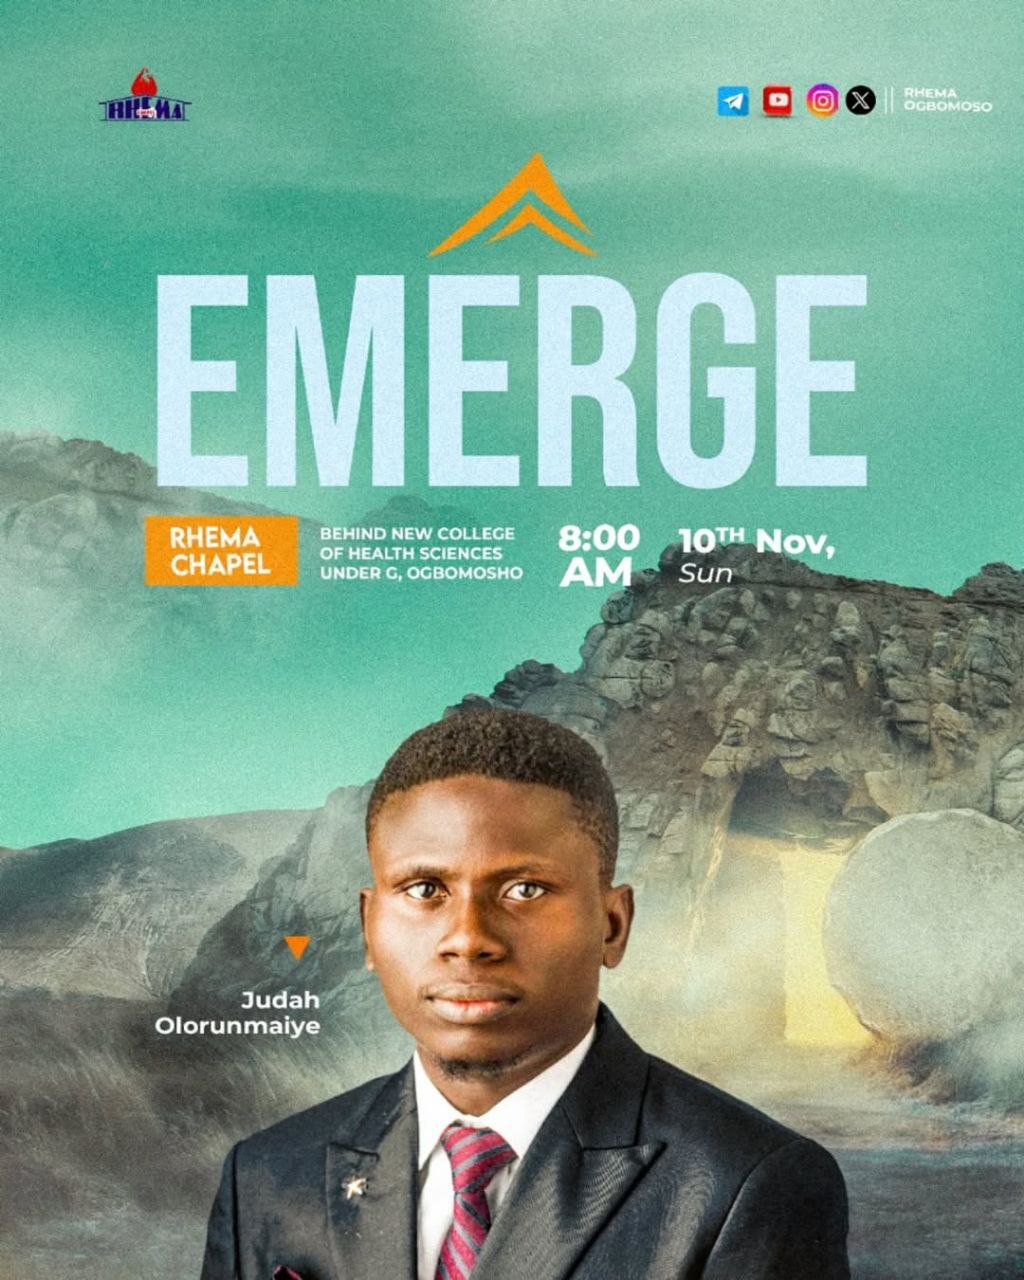 RHEMA
RHEMA
OGBOMOSO
EMERGE
RHEMA
CHAPEL
BEHIND NEW COLLEGE
OF HEALTH SCIENCES
UNDER G, OGBOMOSHO
8:00
AM
10TH Nov,
Sun
Judah
Olorunmaiye